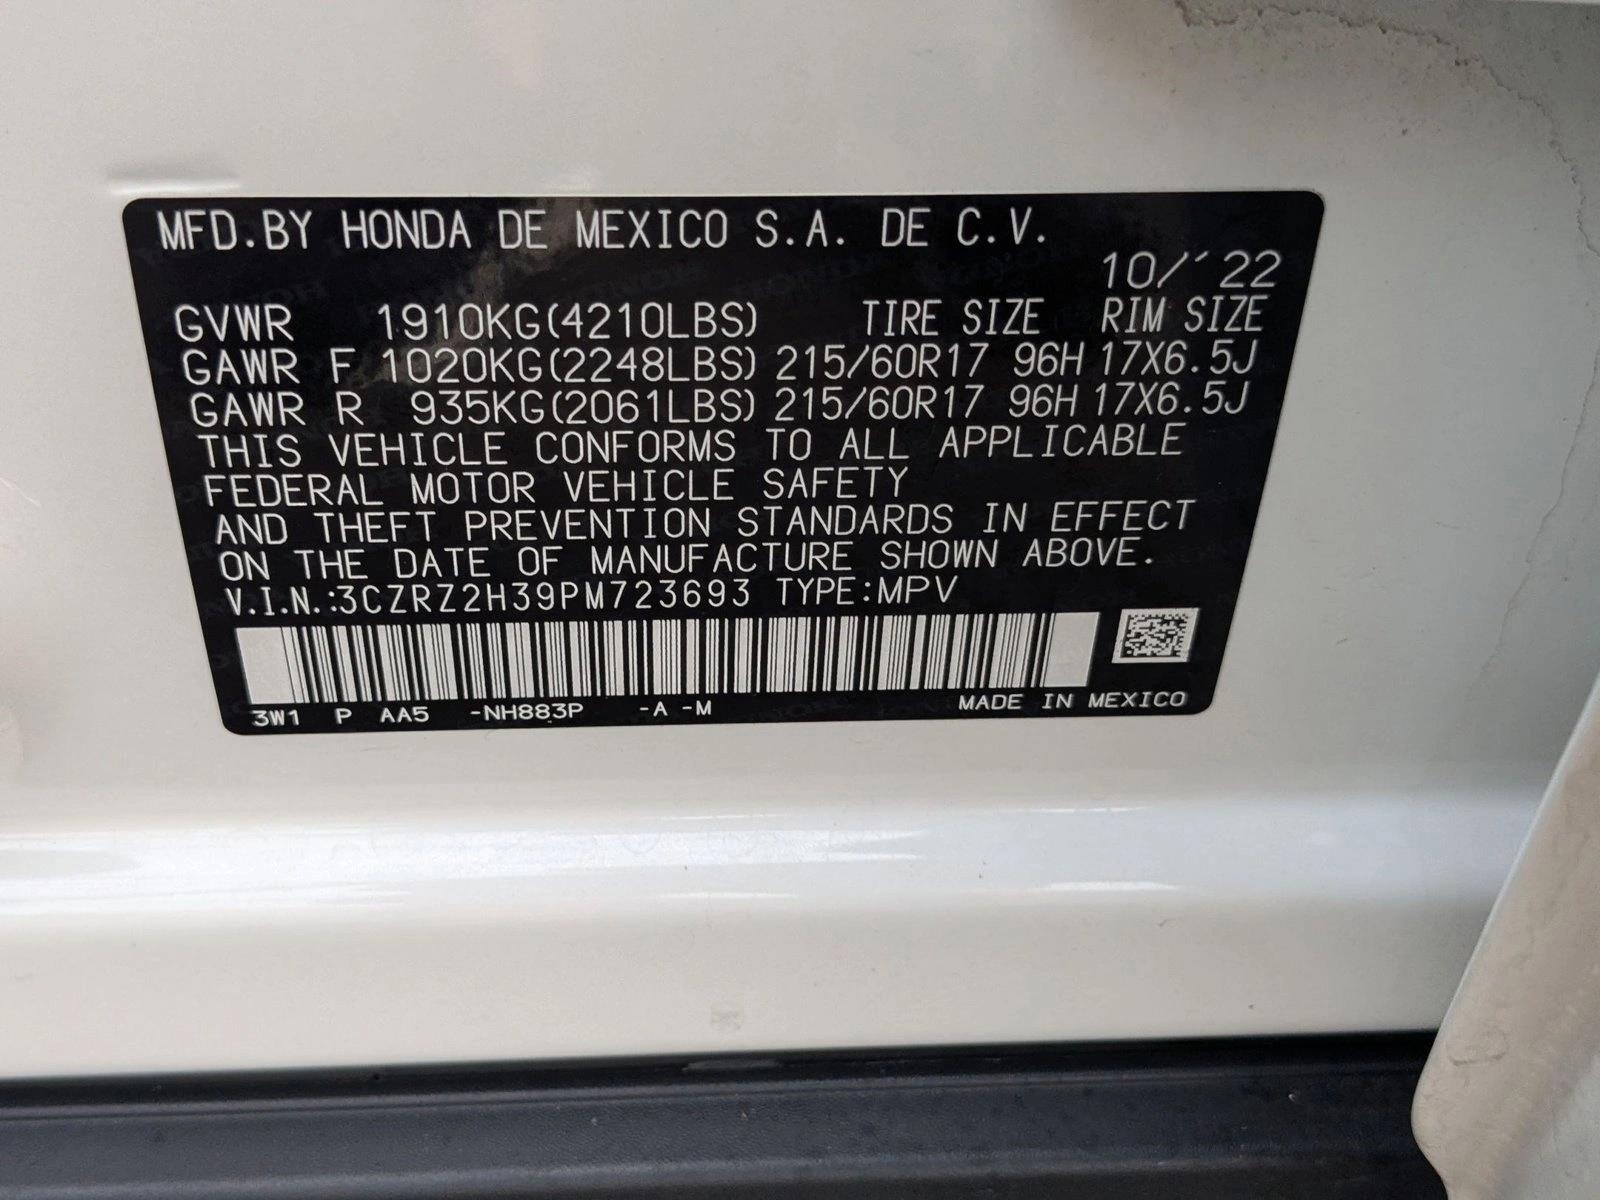 MFD.BY HONDA DE MEXICO S.A. DE C.V.
10/´22
GVWR 1910KG(4210LBS) TIRE SIZE RIM SIZE
GAWR F 1020KG(2248LBS) 215/60R17 96H 17X6.5J
GAWR R 935KG(2061LBS) 215/60R17 96H 17X6.5J
THIS VEHICLE CONFORMS TO ALL APPLICABLE
FEDERAL MOTOR VEHICLE SAFETY
AND THEFT PREVENTION STANDARDS IN EFFECT
ON THE DATE OF MANUFACTURE SHOWN ABOVE.
V.I.N.:3CZRZ2H39PM723693 TYPE:MPV
3W1 P AA5 -NH883P -A -M MADE IN MEXICO